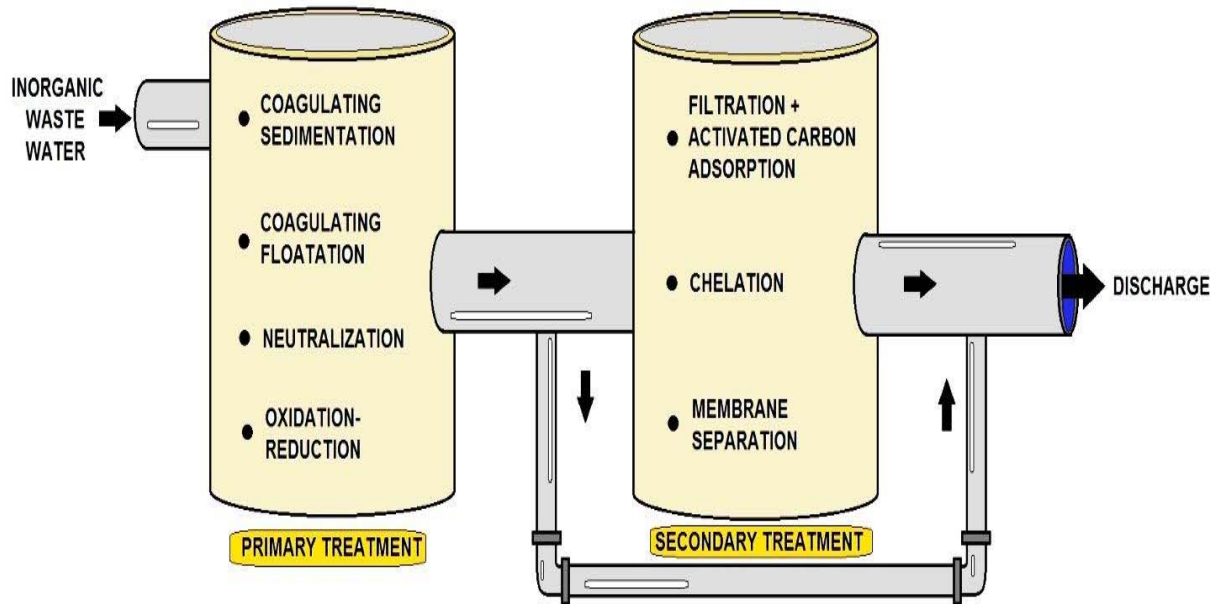 INORGANIC
WASTE
WATER
COAGULATING
SEDIMENTATION
COAGULATING
FLOATATION
NEUTRALIZATION
OXIDATION-
REDUCTION
PRIMARY TREATMENT
FILTRATION +
ACTIVATED CARBON
ADSORPTION
CHELATION
MEMBRANE
SEPARATION
SECONDARY TREATMENT
DISCHARGE